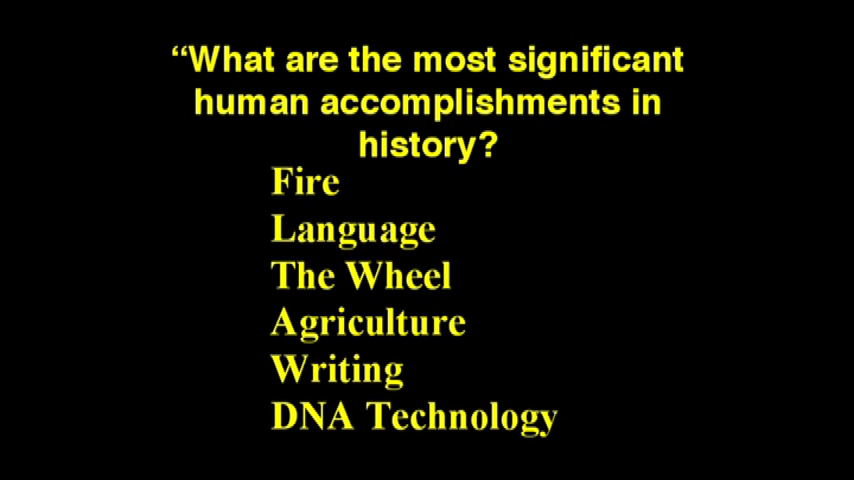 “What are the most significant
human accomplishments in
history?
Fire
Language
The Wheel
Agriculture
Writing
DNA Technology